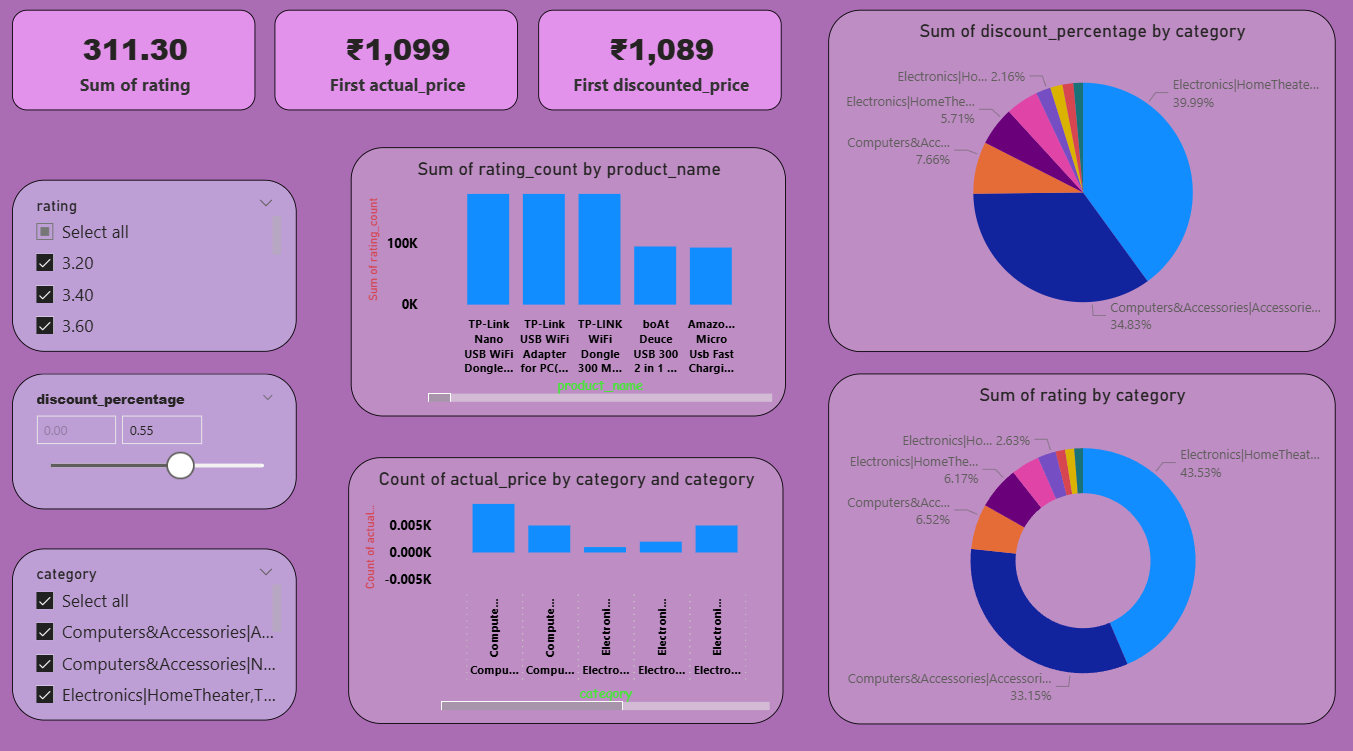 311.30
Sum of rating
₹1,099
First actual_price
₹1,089
First discounted_price
rating
Select all
3.20
3.40
3.60
discount_percentage
0.00
0.55
category
Select all
Computers&Accessories|A...
Computers&Accessories|N...
Electronics|HomeTheater,T...
Sum of rating_count by product_name
Sum of rating_count
100K
0K
TP-Link
Nano
USB WiFi
Dongle...
TP-Link
USB WiFi
Adapter
for PC(...
TP-LINK
WiFi
Dongle
300 M...
boAt
Deuce
USB 300
2 in 1 ...
Amazo...
Micro
Usb Fast
Chargi...
product_name
Count of actual_price by category and category
Count of actual...
0.005K
0.000K
-0.005K
Compute...
Compute...
Electroni...
Electroni...
Electroni...
Compu...
Compu...
Electro...
Electro...
Electro...
category
Sum of discount_percentage by category
Electronics|Ho... 2.16%
Electronics|HomeThe...
5.71%
Computers&Acc...
7.66%
Electronics|HomeTheate...
39.99%
Computers&Accessories|Accessorie...
34.83%
Sum of rating by category
Electronics|Ho... 2.63%
Electronics|HomeThe...
6.17%
Computers&Acc...
6.52%
Electronics|HomeTheat...
43.53%
Computers&Accessories|Accessori...
33.15%